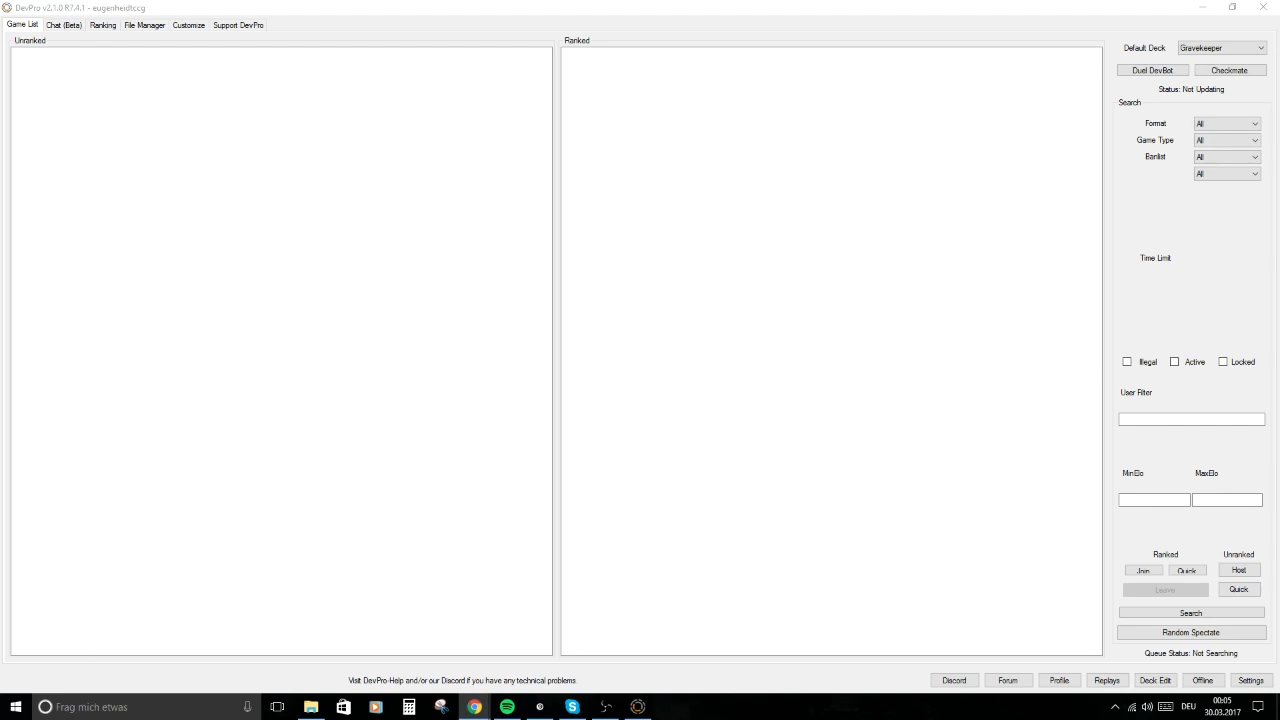 DevPro v2.1.0 R7.4.1 - eugenheidtccg
Game List Chat (Beta) Ranking File Manager Customize Support DevPro
Unranked Ranked
Default Deck Gravekeeper
Duel DevBot Checkmate
Status: Not Updating
Search
Format All
Game Type All
Banlist All
All
Time Limit
Illegal Active Locked
User Filter
MinElo MaxElo
Ranked Unranked
Join Quick Host
Leave Quick
Search
Random Spectate
Queue Status: Not Searching
Visit DevPro-Help and/or our Discord if you have any technical problems.
Discord Forum Profile Replays Deck Edit Offline Settings
Frag mich etwas
DEU
00:05
30.03.2017